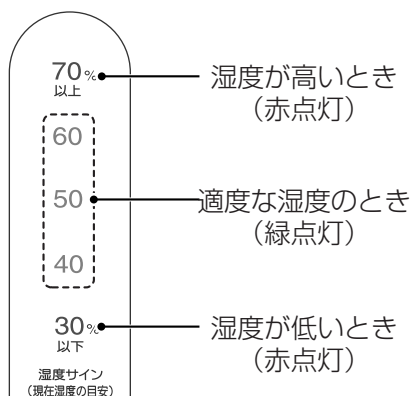 70%
以上
湿度が高いとき
（赤点灯）
60
50
適度な湿度のとき
（緑点灯）
40
30%
以下
湿度が低いとき
（赤点灯）
湿度サイン
（現在湿度の目安）